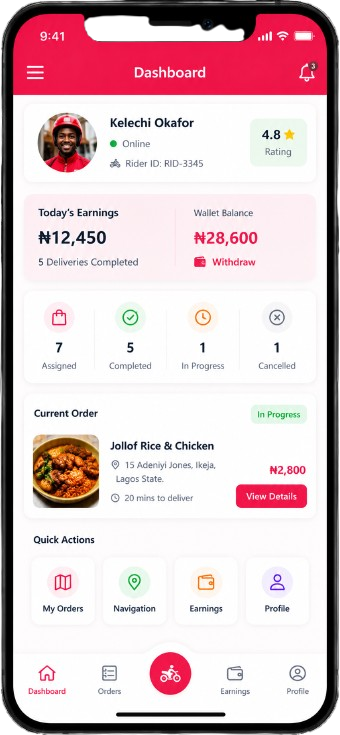 9:41
Dashboard
3
Kelechi Okafor
Online
Rider ID: RID-3345
4.8
Rating
Today's Earnings
₦12,450
5 Deliveries Completed
Wallet Balance
₦28,600
Withdraw
7
Assigned
5
Completed
1
In Progress
1
Cancelled
Current Order
In Progress
Jollof Rice & Chicken
15 Adeniyi Jones, Ikeja,
Lagos State.
20 mins to deliver
₦2,800
View Details
Quick Actions
My Orders
Navigation
Earnings
Profile
Dashboard
Orders
Earnings
Profile